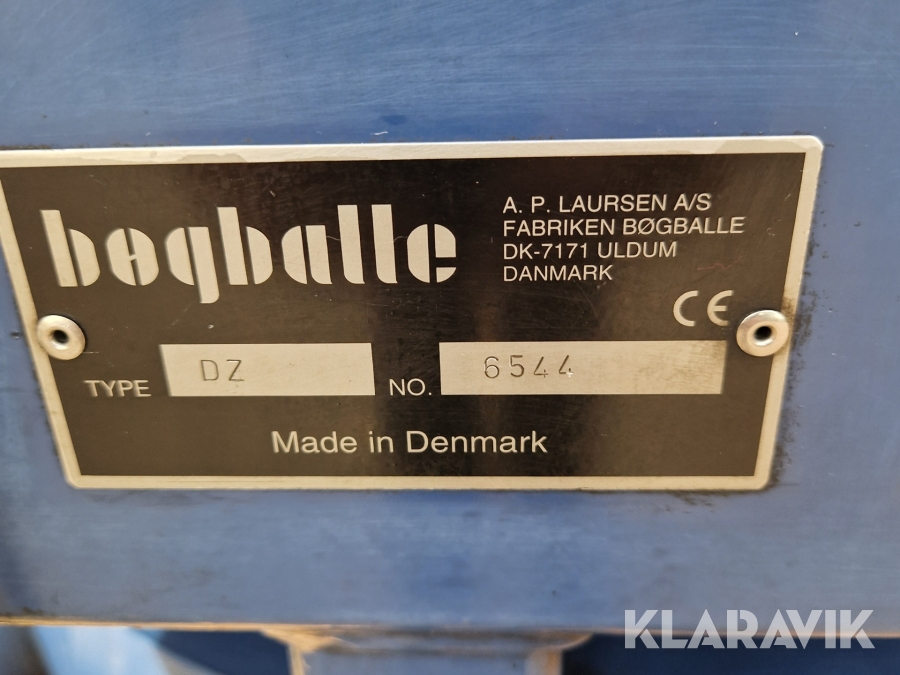 bøgballe
A. P. LAURSEN A/S
FABRIKEN BØGBALLE
DK-7171 ULDUM
DANMARK
CE
TYPE DZ NO. 6544
Made in Denmark
KLARAVIK